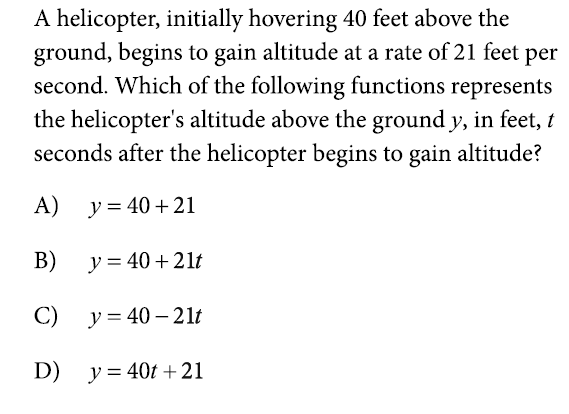 A helicopter, initially hovering 40 feet above the
ground, begins to gain altitude at a rate of 21 feet per
second. Which of the following functions represents
the helicopter's altitude above the ground y, in feet, t
seconds after the helicopter begins to gain altitude?
A) y = 40 + 21
B) y = 40 + 21t
C) y = 40 – 21t
D) y = 40t + 21